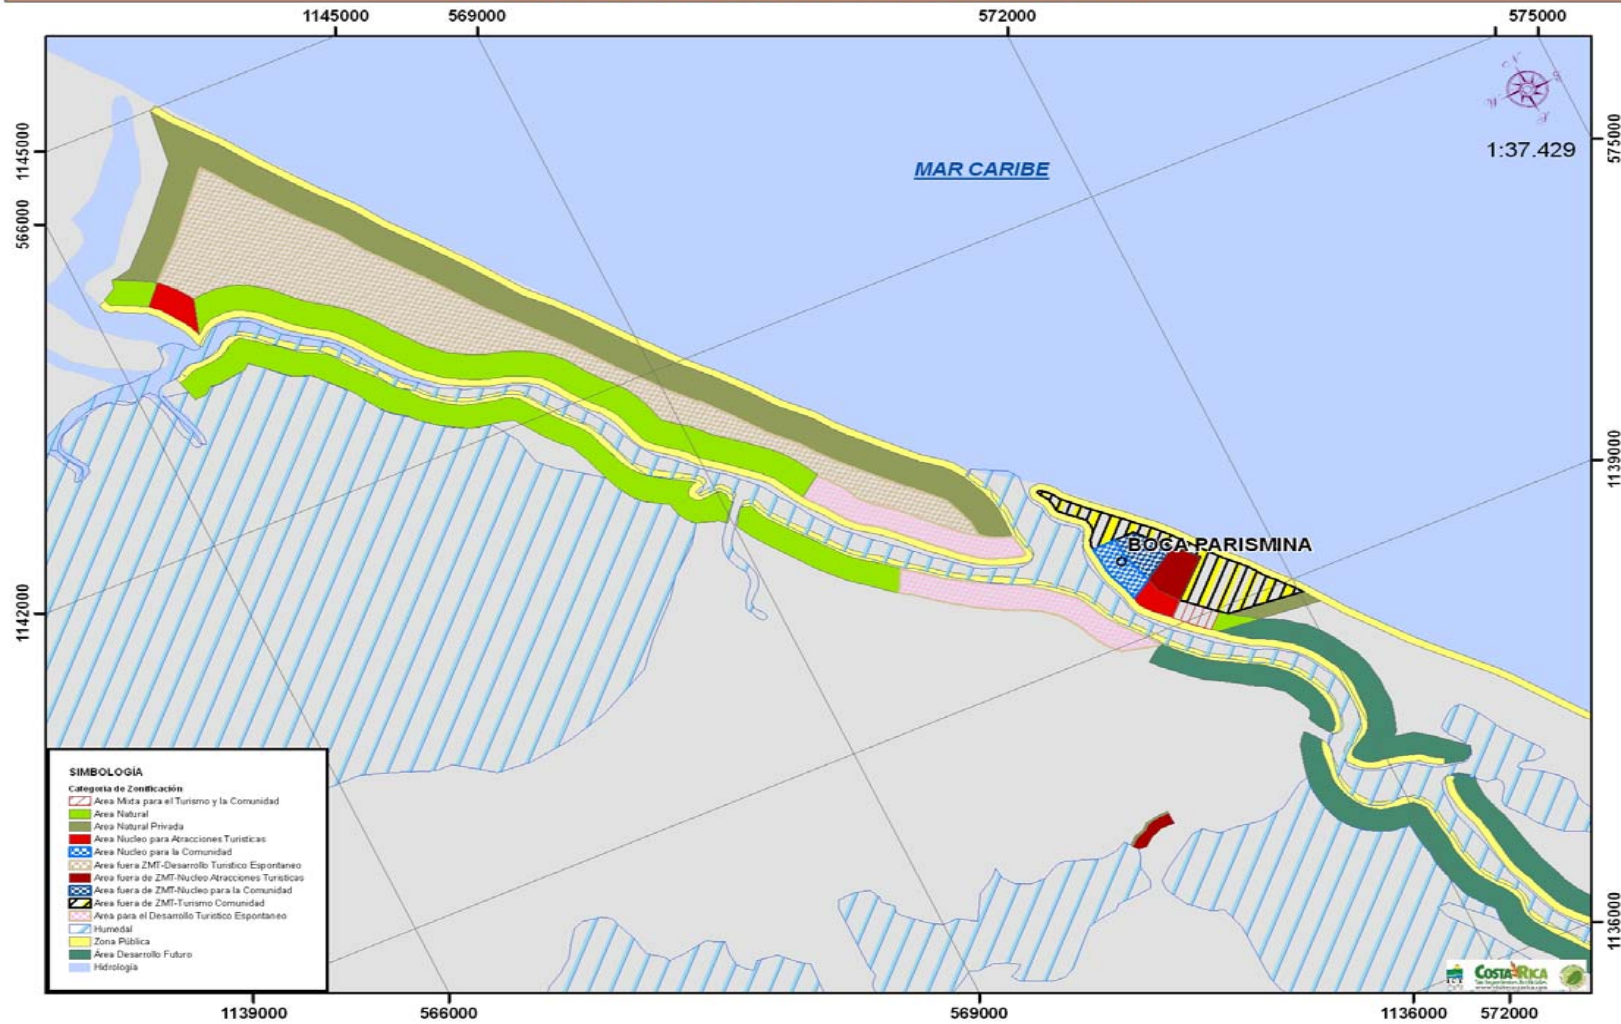 1145000 569000 572000 575000
1145000
566000
1142000
575000
1139000
1136000
1:37.429
MAR CARIBE
BOCA PARISMINA
SIMBOLOGÍA
Categoría de Zonificación
Area Mixta para el Turismo y la Comunidad
Area Natural
Area Natural Privada
Area Nucleo para Atracciones Turisticas
Area Nucleo para la Comunidad
Area fuera ZMT-Desarrollo Turistico Espontaneo
Area fuera de ZMT-Nucleo Atracciones Turisticas
Area fuera de ZMT-Nucleo para la Comunidad
Area fuera de ZMT-Turismo Comunidad
Area para el Desarrollo Turistico Espontaneo
Humedal
Zona Pública
Área Desarrollo Futuro
Hidrología
COSTA RICA
1139000 566000 569000 1136000 572000